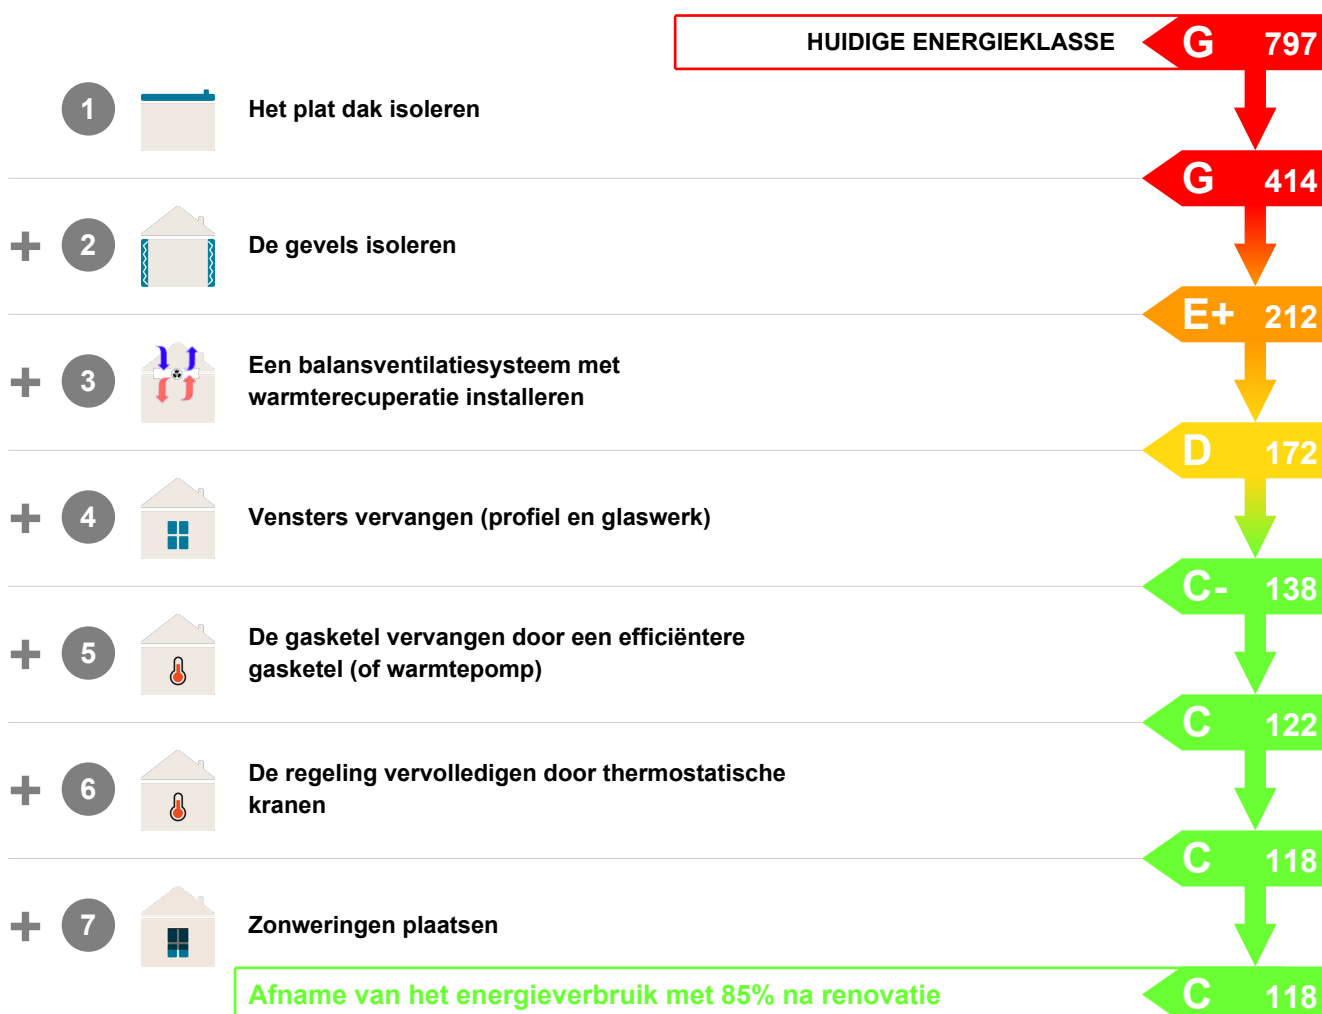 HUIDIGE ENERGIEKLASSE G 797
1 Het plat dak isoleren
G 414
+ 2 De gevels isoleren
E+ 212
+ 3 Een balansventilatiesysteem met
warmterecuperatie installeren
D 172
+ 4 Vensters vervangen (profiel en glaswerk)
C- 138
+ 5 De gasketel vervangen door een efficiëntere
gasketel (of warmtepomp)
C 122
+ 6 De regeling vervolledigen door thermostatische
kranen
C 118
+ 7 Zonweringen plaatsen
Afname van het energieverbruik met 85% na renovatie C 118